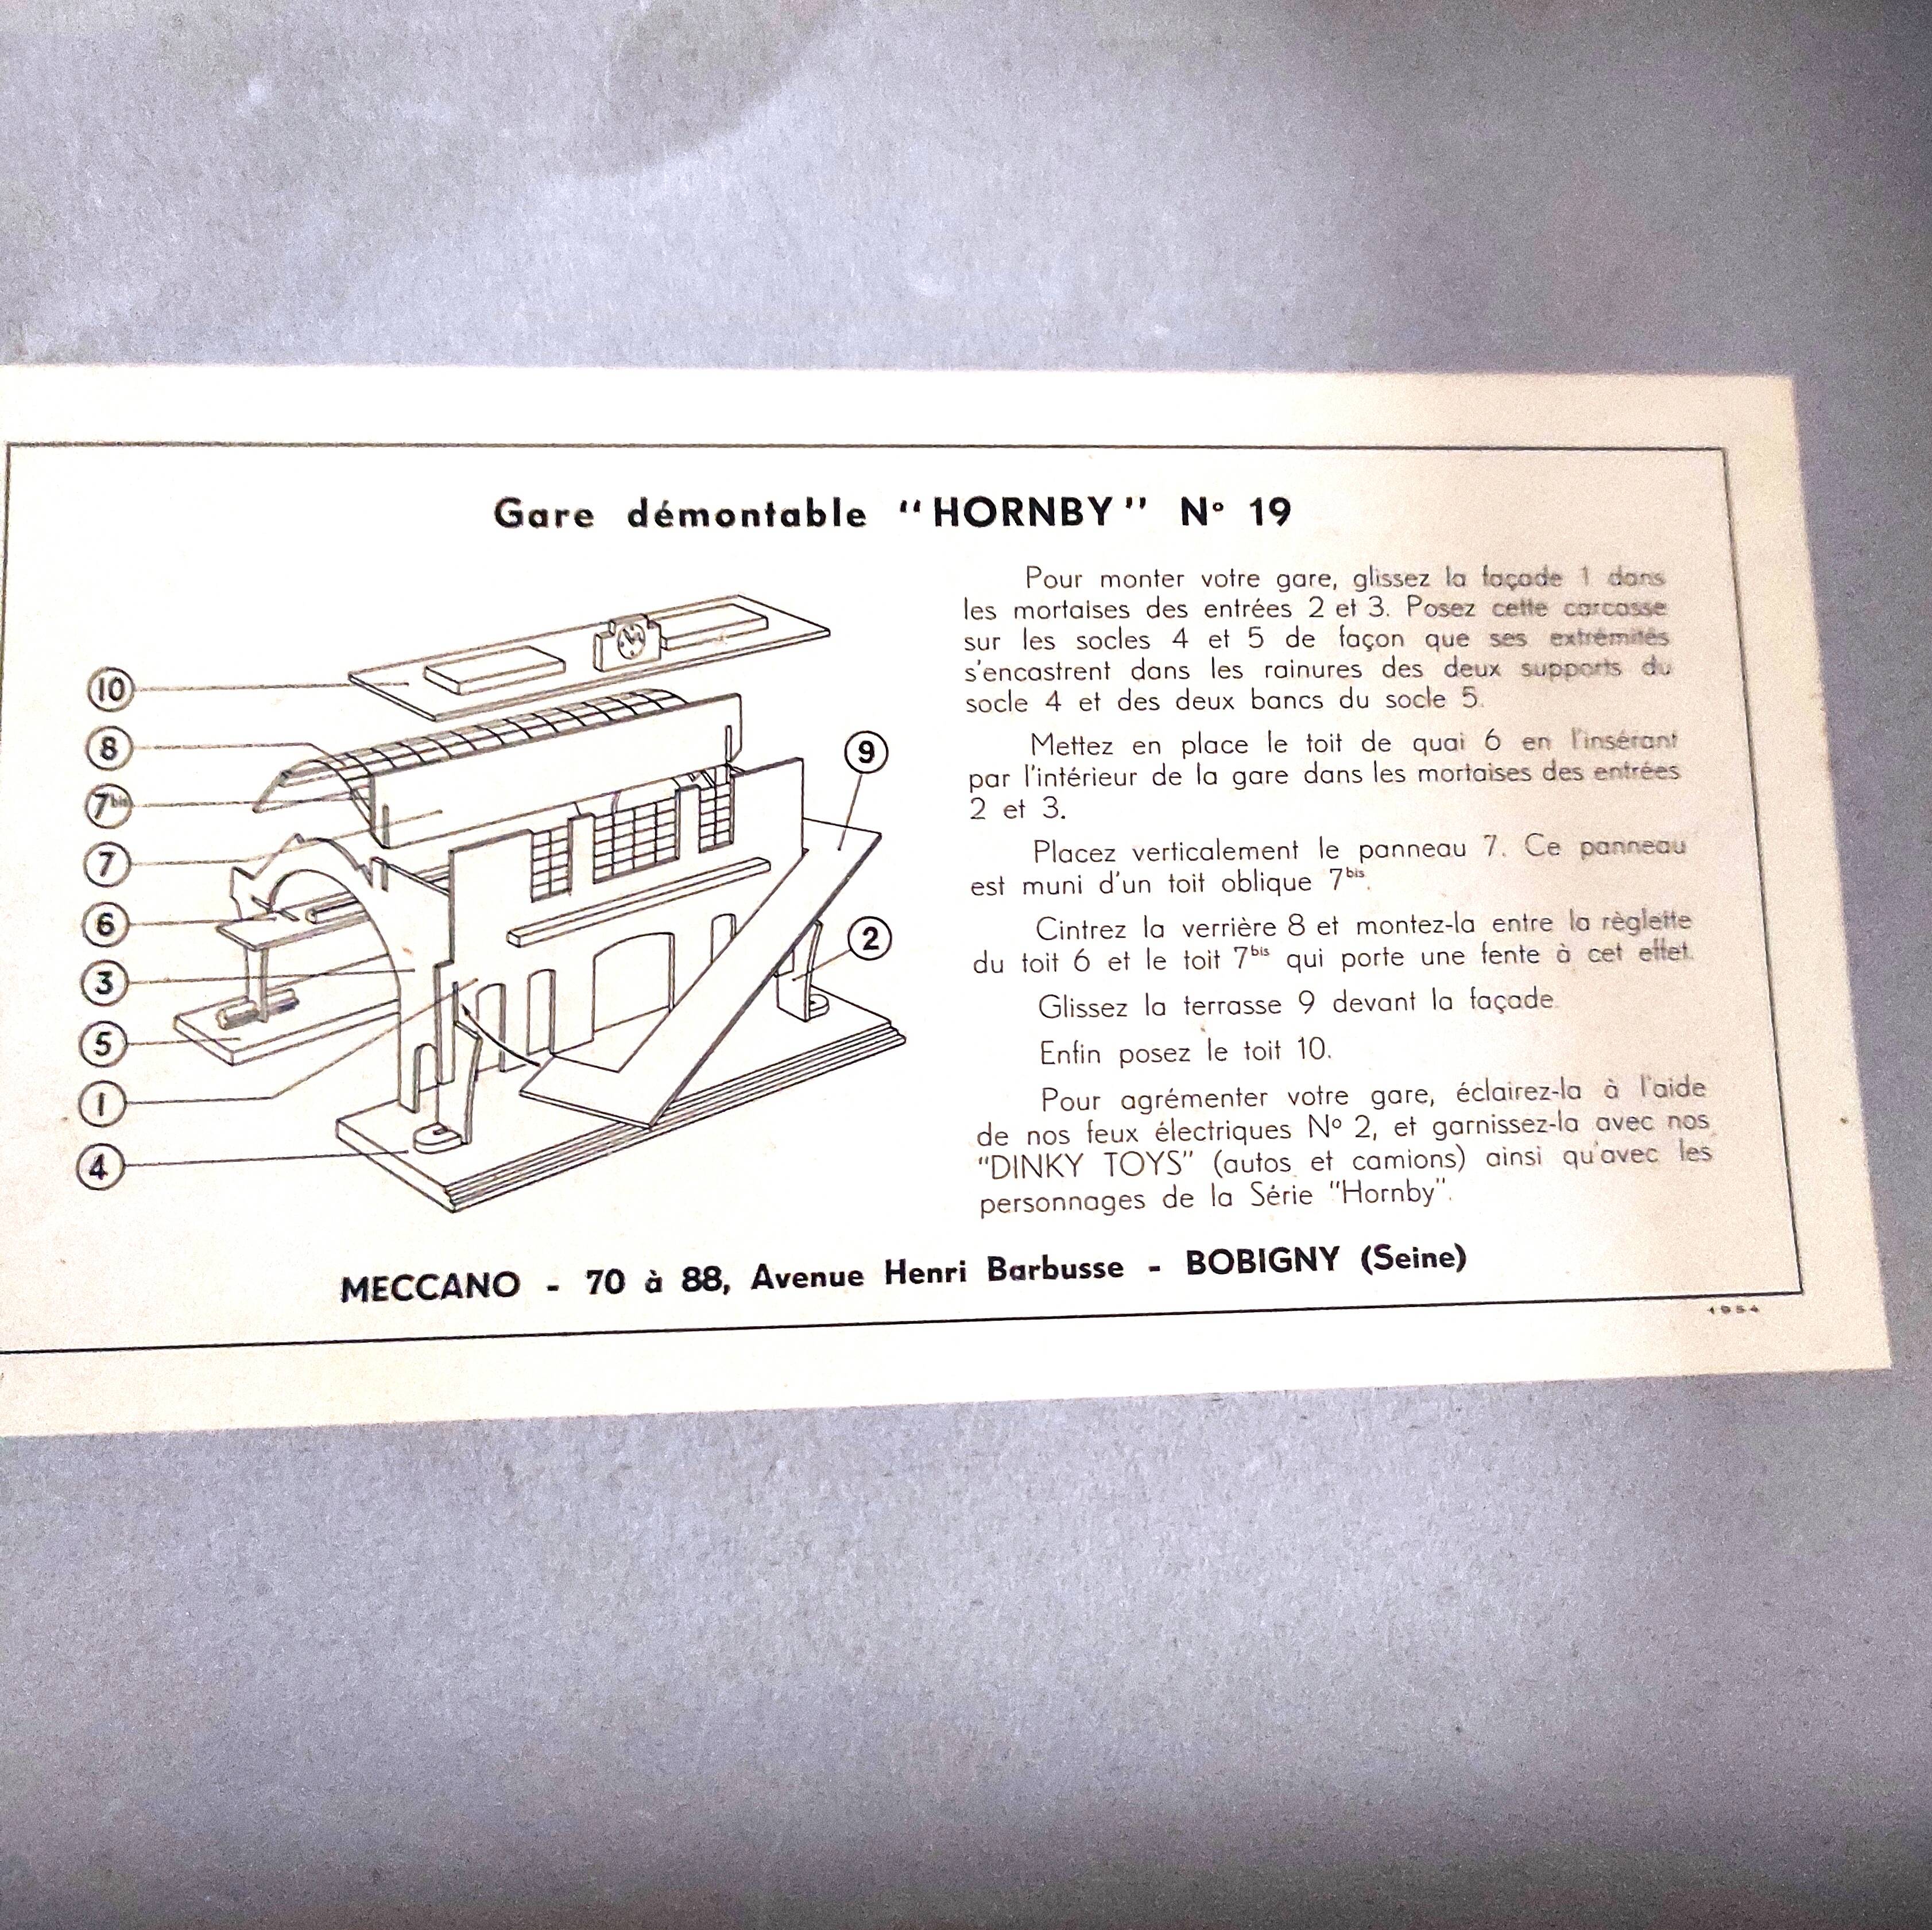 Gare démontable "HORNBY" No 19
Pour monter votre gare, glissez la façade 1 dans
les mortaises des entrées 2 et 3. Posez cette carcasse
sur les socles 4 et 5 de façon que ses extrémités
s'encastrent dans les rainures des deux supports du
socle 4 et des deux bancs du socle 5.
Mettez en place le toit de quai 6 en l'insérant
par l'intérieur de la gare dans les mortaises des entrées
2 et 3.
Placez verticalement le panneau 7. Ce panneau
est muni d'un toit oblique 7bis.
Cintrez la verrière 8 et montez-la entre la règlette
du toit 6 et le toit 7bis qui porte une fente à cet effet.
Glissez la terrasse 9 devant la façade.
Enfin posez le toit 10.
Pour agrémenter votre gare, éclairez-la à l'aide
de nos feux électriques No 2, et garnissez-la avec nos
"DINKY TOYS" (autos et camions) ainsi qu'avec les
personnages de la Série "Hornby".
10
8
7bis
7
6
3
5
1
4
9
2
MECCANO - 70 à 88, Avenue Henri Barbusse - BOBIGNY (Seine)
1954